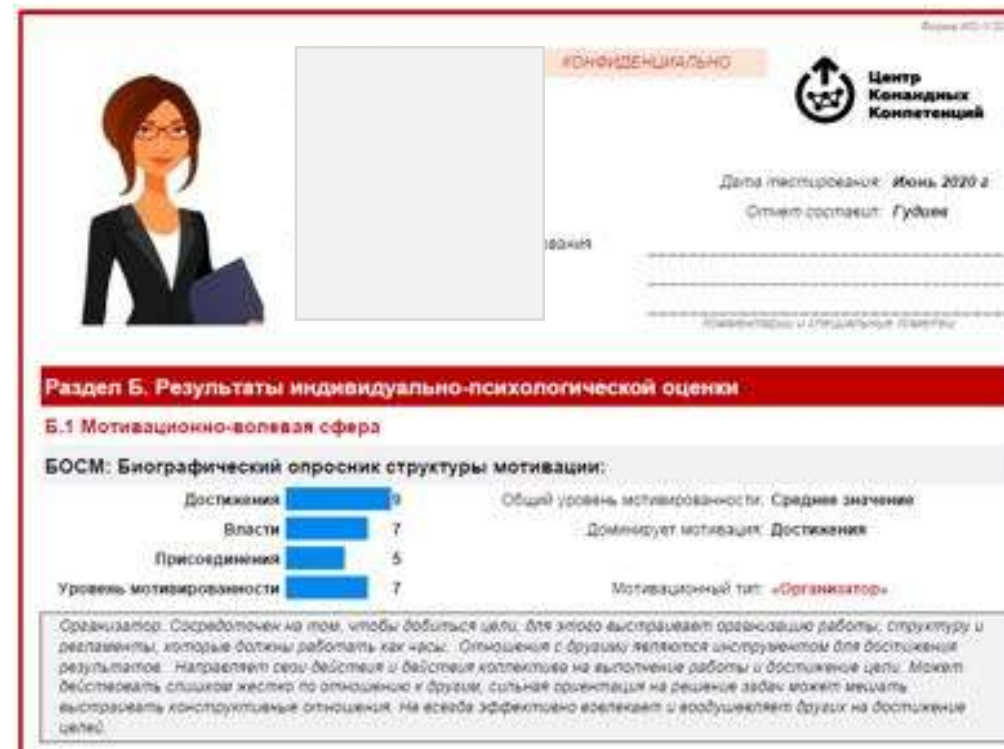 КОНФИДЕНЦИАЛЬНО
Центр
Командных
Компетенций
Дата тестирования: Июнь 2020 г
Отчет составил:
комментарии и специальные пометки
Раздел Б. Результаты индивидуально-психологической оценки
Б.1 Мотивационно-волевая сфера
БОСМ: Биографический опросник структуры мотивации:
Достижения 9 Общий уровень мотивированности: Среднее значение
Власти 7 Доминирует мотивация: Достижения
Присоединения 5
Уровень мотивированности 7 Мотивационный тип: «Организатор»
Организатор. Сосредоточен на том, чтобы добиться цели, для этого выстраивает организацию работы, структуру и
регламенты, которые должны работать как часы. Отношения с другими являются инструментом для достижения
результатов. Направляет свои действия и действия коллектива на выполнение работы и достижение цели. Может
действовать слишком жестко по отношению к другим, сильная ориентация на решение задач может мешать
выстраивать конструктивные отношения. Не всегда эффективно вовлекает и воодушевляет других на достижение
целей.